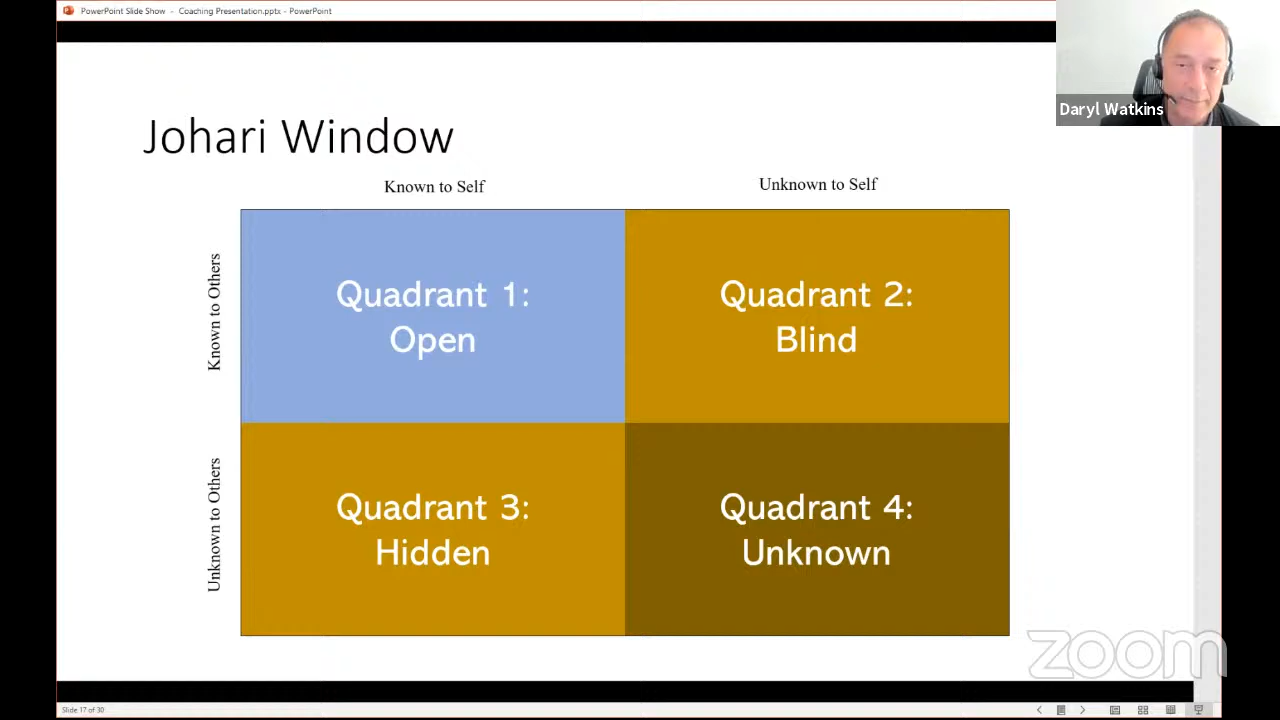 PowerPoint Slide Show - Coaching Presentation.pptx - PowerPoint
Daryl Watkins
Johari Window
Known to Self
Unknown to Self
Known to Others
Quadrant 1:
Open
Quadrant 2:
Blind
Unknown to Others
Quadrant 3:
Hidden
Quadrant 4:
Unknown
zoom
Slide 17 of 30